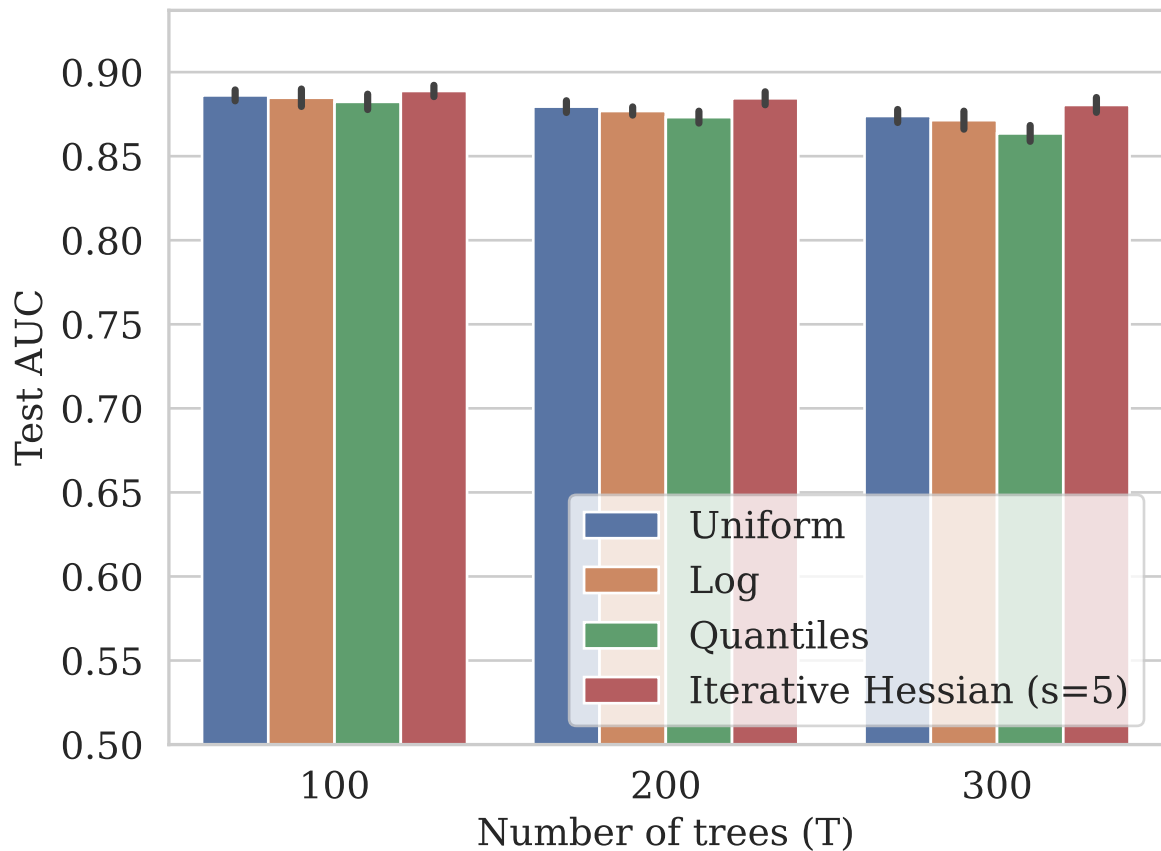 0.90
0.85
0.80
0.75
0.70
0.65
0.60
0.55
0.50
Test AUC
Uniform
Log
Quantiles
Iterative Hessian (s=5)
100 200 300
Number of trees (T)